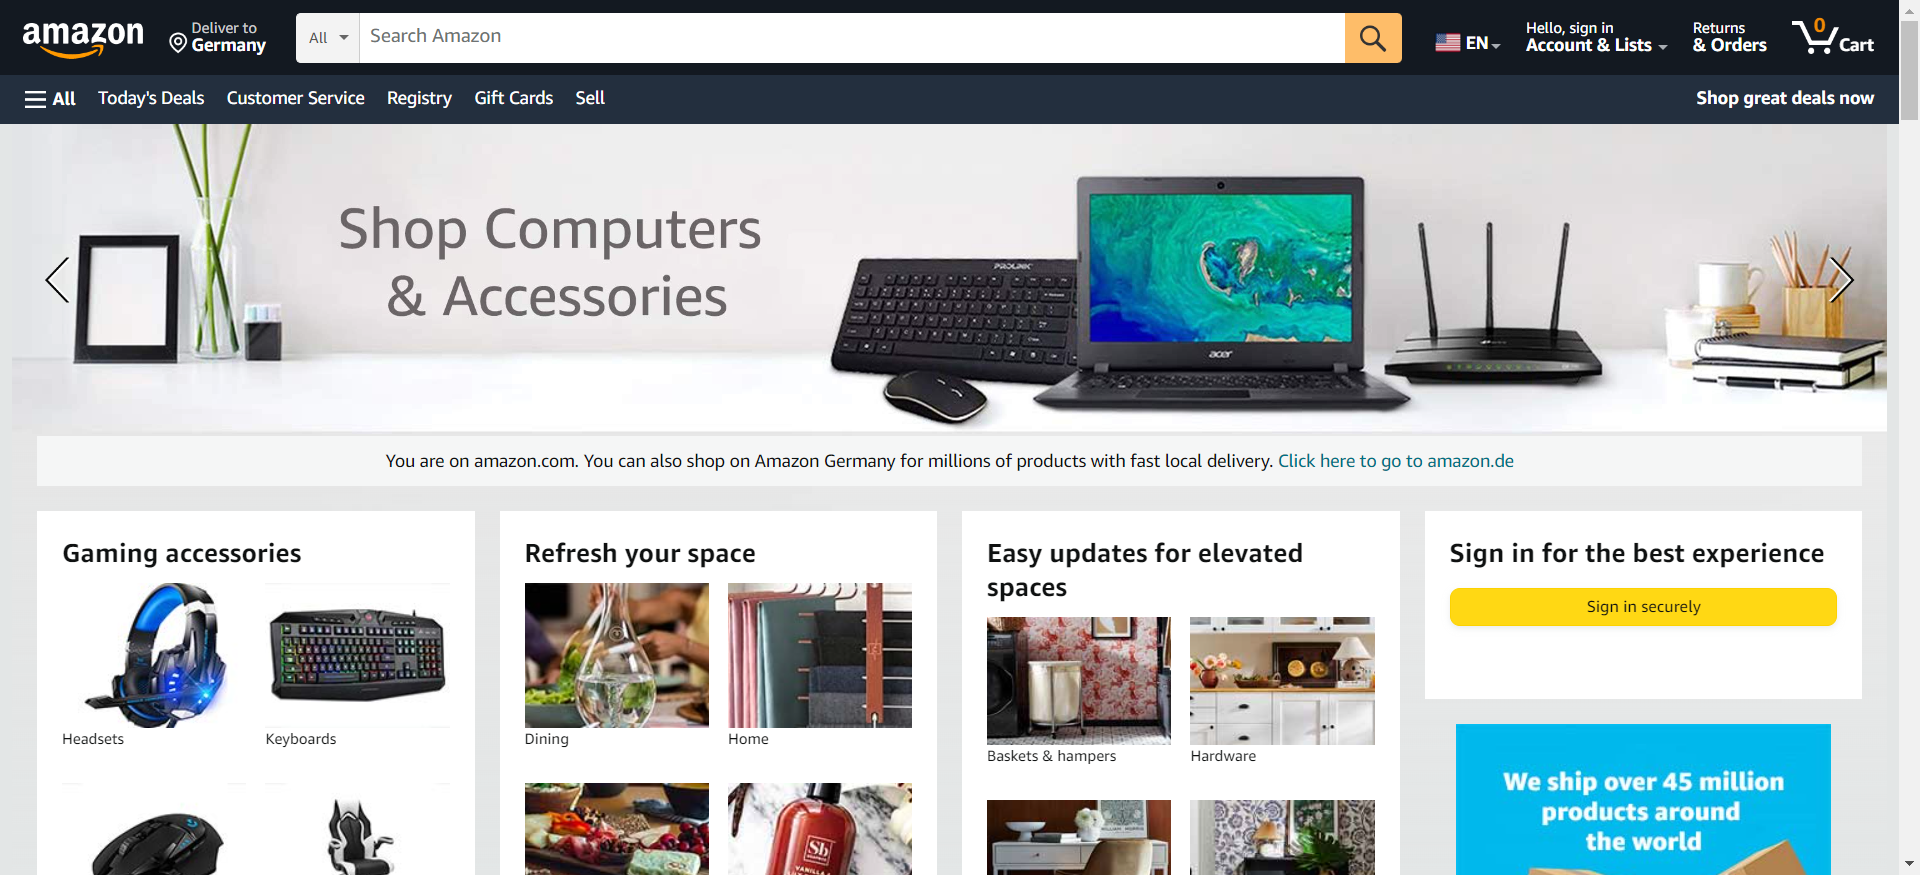 amazon
Deliver to
Germany
All
Search Amazon
EN
Hello, sign in
Account & Lists
Returns
& Orders
0
Cart
All
Today's Deals
Customer Service
Registry
Gift Cards
Sell
Shop great deals now
Shop Computers
& Accessories
PROLiNK
acer
You are on amazon.com. You can also shop on Amazon Germany for millions of products with fast local delivery. Click here to go to amazon.de
Gaming accessories
Headsets
Keyboards
Refresh your space
Dining
Home
Sb
VANILLA
Easy updates for elevated
spaces
Baskets & hampers
Hardware
WILLIAM MORRIS
Sign in for the best experience
Sign in securely
We ship over 45 million
products around
the world